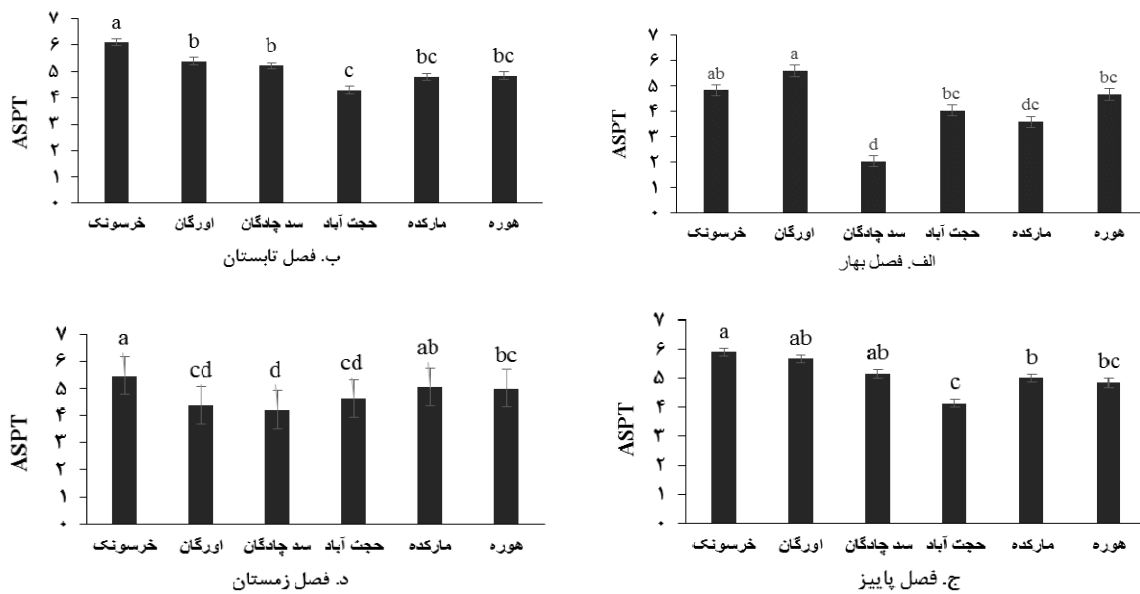 a b b c bc bc
۷
۶
۵
۴
۳
۲
۱
۰
ASPT
خرسونک اورگان سد چادگان حجت آباد مارکده هوره
ب. فصل تابستان
ab a d bc dc bc
۷
۶
۵
۴
۳
۲
۱
۰
ASPT
خرسونک اورگان سد چادگان حجت آباد مارکده هوره
الف. فصل بهار
a cd d cd ab bc
۷
۶
۵
۴
۳
۲
۱
۰
ASPT
خرسونک اورگان سد چادگان حجت آباد مارکده هوره
د. فصل زمستان
a ab ab c b bc
۷
۶
۵
۴
۳
۲
۱
۰
ASPT
خرسونک اورگان سد چادگان حجت آباد مارکده هوره
ج. فصل پاییز